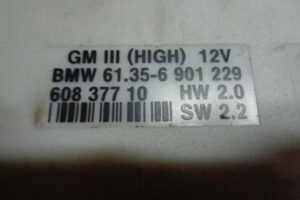 GM III (HIGH) 12V
BMW 61.35-6 901 229
608 377 10 HW 2.0
SW 2.2